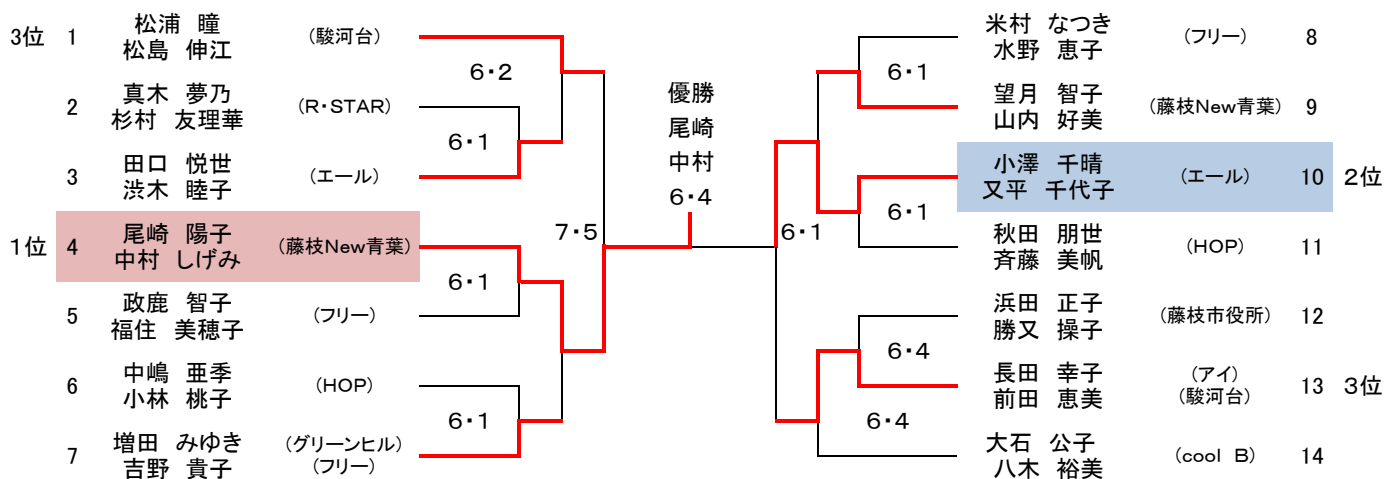 3位 1 松浦 瞳 松島 伸江 (駿河台)
6・2
2 真木 夢乃 杉村 友理華 (R・STAR)
6・1
3 田口 悦世 渋木 睦子 (エール)
1位 4 尾崎 陽子 中村 しげみ (藤枝New青葉)
6・1
5 政鹿 智子 福住 美穂子 (フリー)
6 中嶋 亜季 小林 桃子 (HOP)
6・1
7 増田 みゆき 吉野 貴子 (グリーンヒル) (フリー)
7・5
優勝
尾崎
中村
6・4
6・1
米村 なつき 水野 恵子 (フリー) 8
6・1
望月 智子 山内 好美 (藤枝New青葉) 9
小澤 千晴 又平 千代子 (エール) 10 2位
6・1
秋田 朋世 斉藤 美帆 (HOP) 11
浜田 正子 勝又 操子 (藤枝市役所) 12
6・4
長田 幸子 前田 恵美 (アイ) (駿河台) 13 3位
6・4
大石 公子 八木 裕美 (cool B) 14